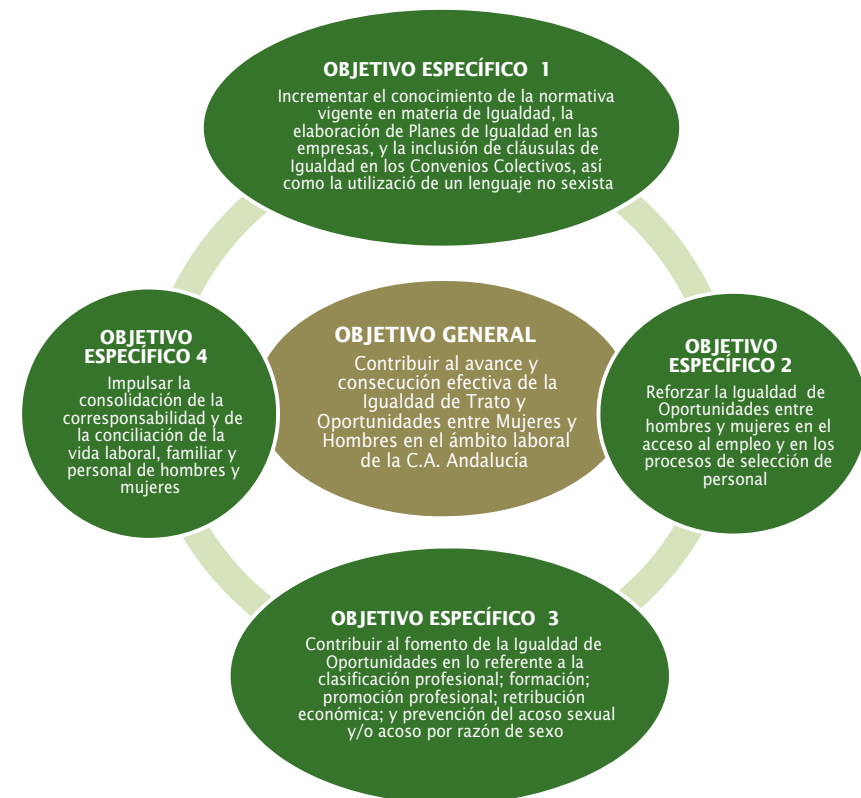 OBJETIVO ESPECÍFICO 1
Incrementar el conocimiento de la normativa
vigente en materia de Igualdad, la
elaboración de Planes de Igualdad en las
empresas, y la inclusión de cláusulas de
Igualdad en los Convenios Colectivos, así
como la utilizació de un lenguaje no sexista
OBJETIVO GENERAL
Contribuir al avance y
consecución efectiva de la
Igualdad de Trato y
Oportunidades entre Mujeres y
Hombres en el ámbito laboral
de la C.A. Andalucía
OBJETIVO
ESPECÍFICO 2
Reforzar la Igualdad de
Oportunidades entre
hombres y mujeres en el
acceso al empleo y en los
procesos de selección de
personal
OBJETIVO ESPECÍFICO 3
Contribuir al fomento de la Igualdad de
Oportunidades en lo referente a la
clasificación profesional; formación;
promoción profesional; retribución
económica; y prevención del acoso sexual
y/o acoso por razón de sexo
OBJETIVO
ESPECÍFICO 4
Impulsar la
consolidación de la
corresponsabilidad y de
la conciliación de la
vida laboral, familiar y
personal de hombres y
mujeres